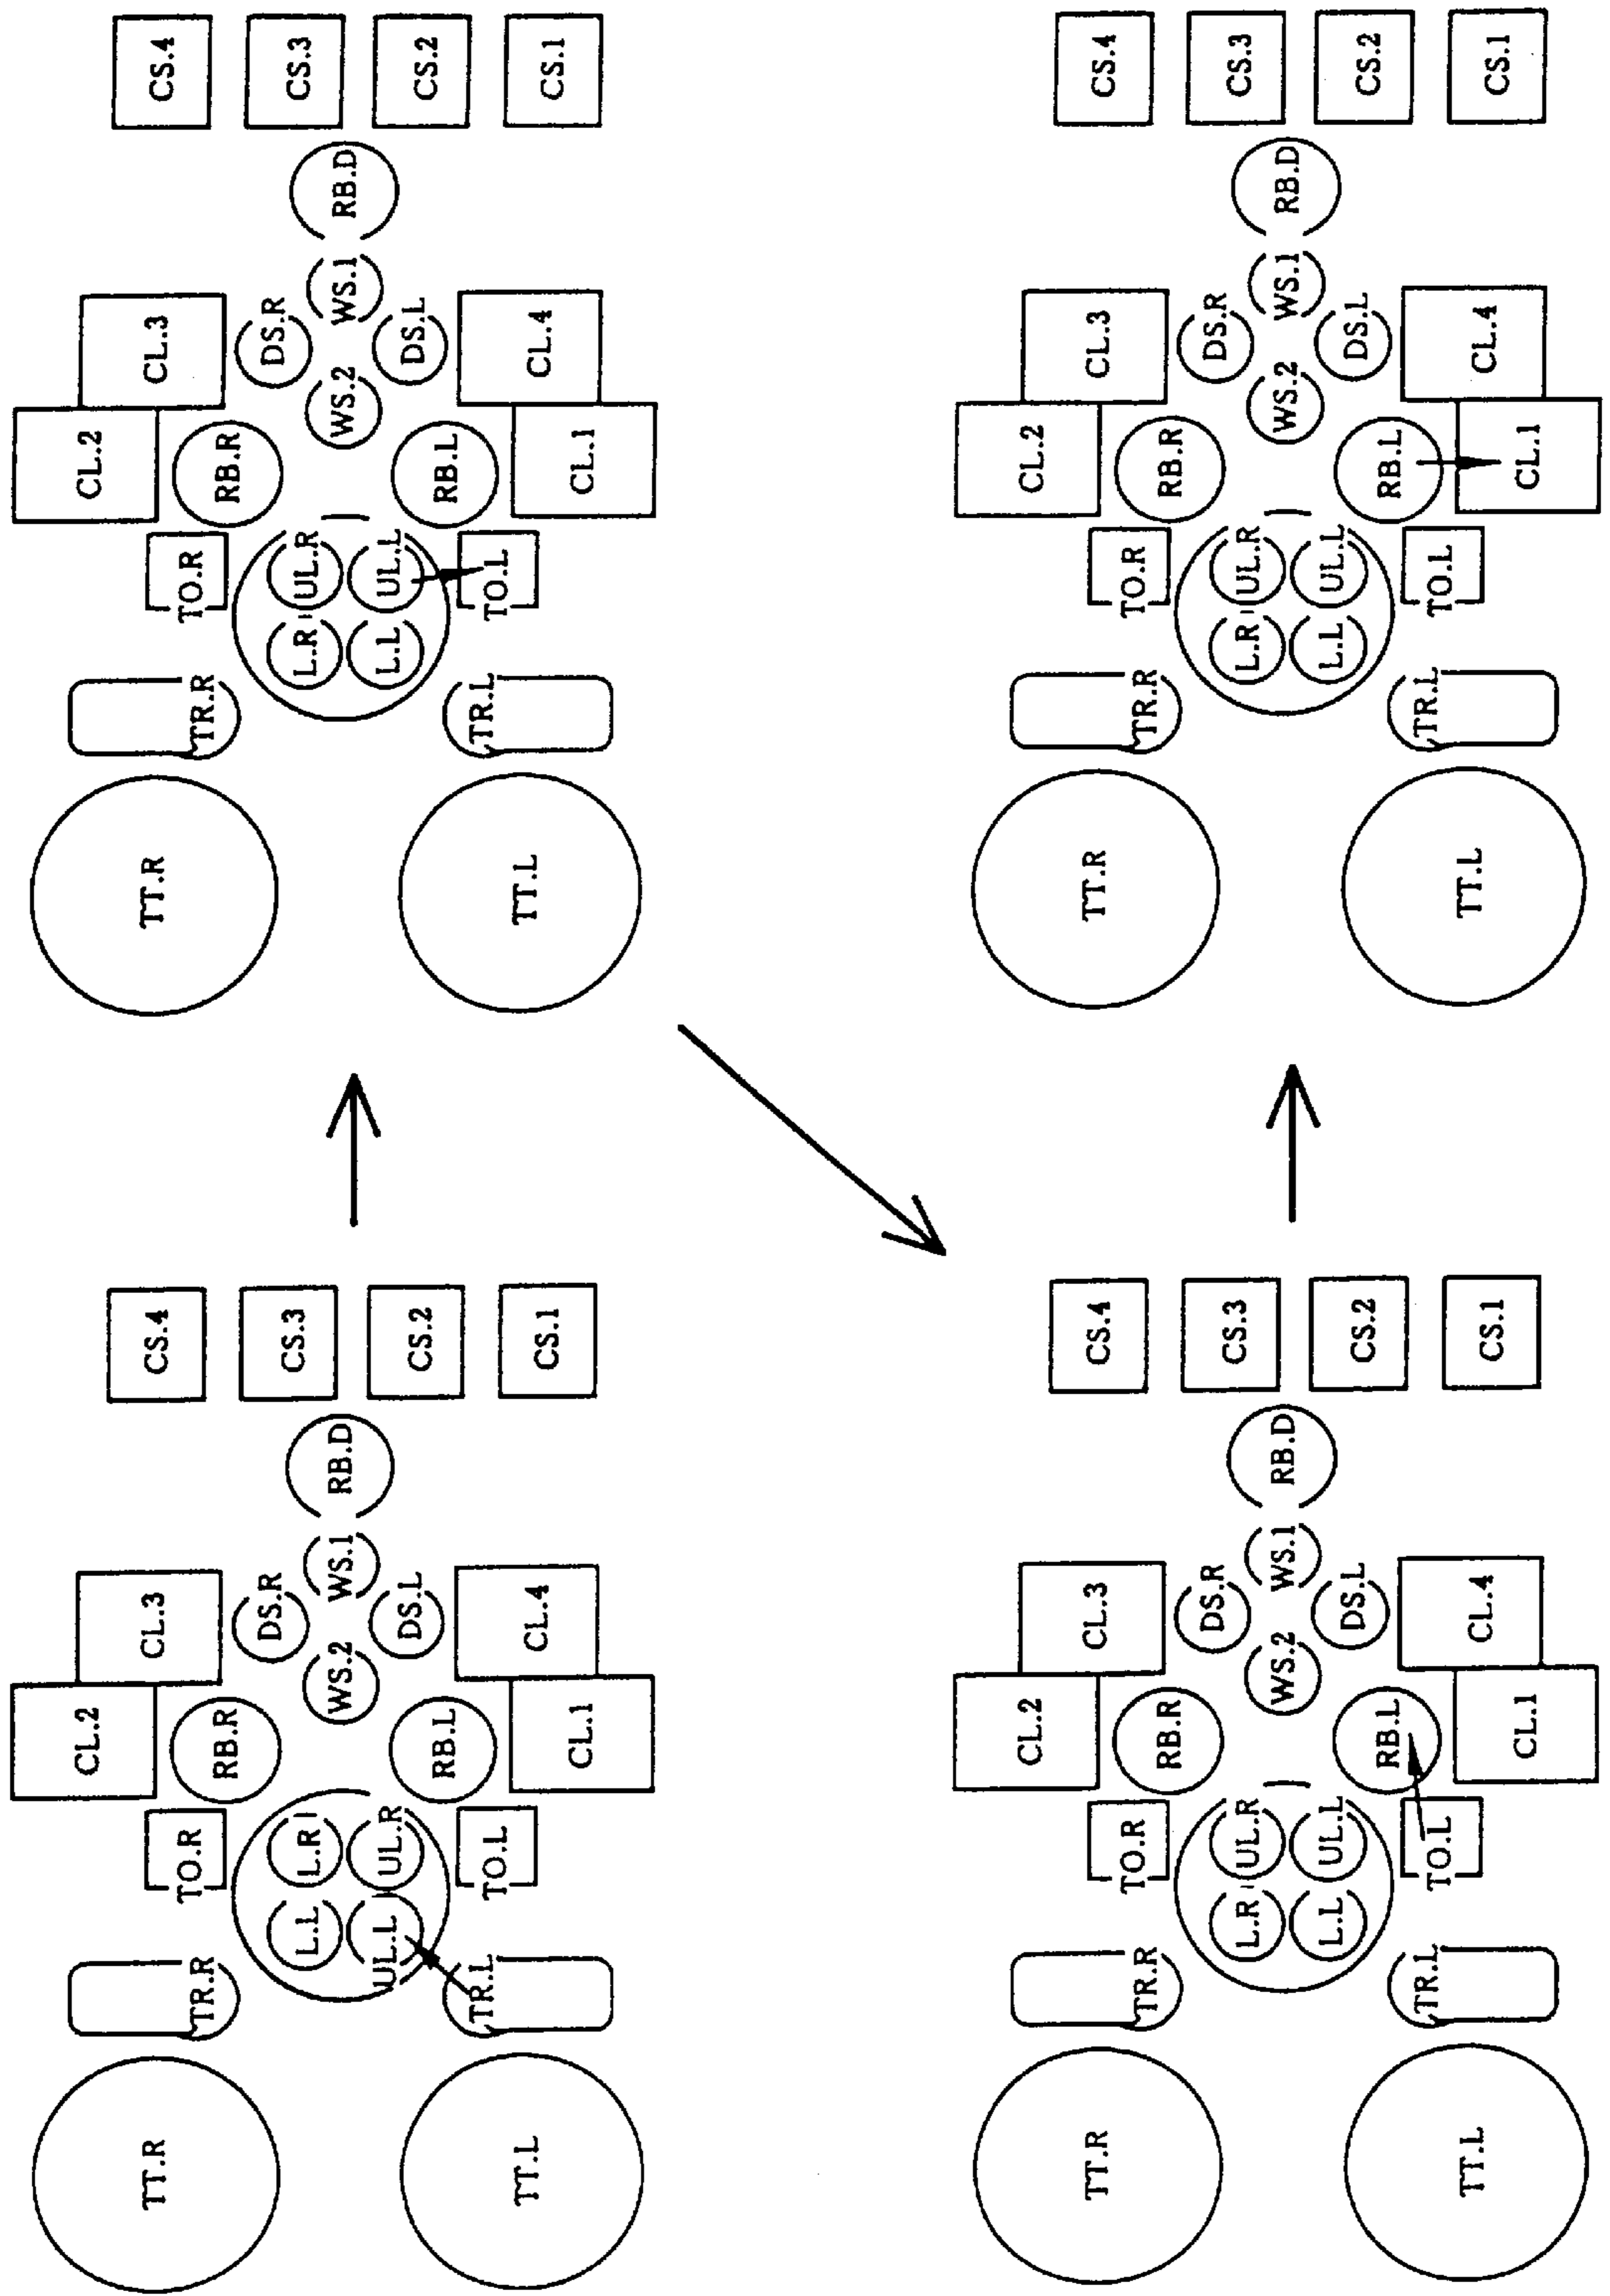 CL.2
CL.3
CS.4
TT.R
TR.R
TO.R
RB.R
DS.R
CS.3
L.L
L.R
WS.2
WS.1
RB.D
UL.L
UL.R
DS.L
CS.2
RB.L
TR.L
TO.L
TT.L
CL.4
CS.1
CL.1
CL.2
CL.3
CS.4
TT.R
TR.R
TO.R
RB.R
DS.R
CS.3
L.R
UL.R
WS.2
WS.1
RB.D
L.L
UL.L
DS.L
CS.2
RB.L
TR.L
TO.L
TT.L
CL.4
CS.1
CL.1
CL.2
CL.3
CS.4
TT.R
TR.R
TO.R
RB.R
DS.R
CS.3
L.R
UL.R
WS.2
WS.1
RB.D
L.L
UL.L
DS.L
CS.2
RB.L
TR.L
TO.L
TT.L
CL.4
CS.1
CL.1
CL.2
CL.3
CS.4
TT.R
TR.R
TO.R
RB.R
DS.R
CS.3
L.R
UL.R
WS.2
WS.1
RB.D
L.L
UL.L
DS.L
CS.2
RB.L
TR.L
TO.L
TT.L
CL.4
CS.1
CL.1